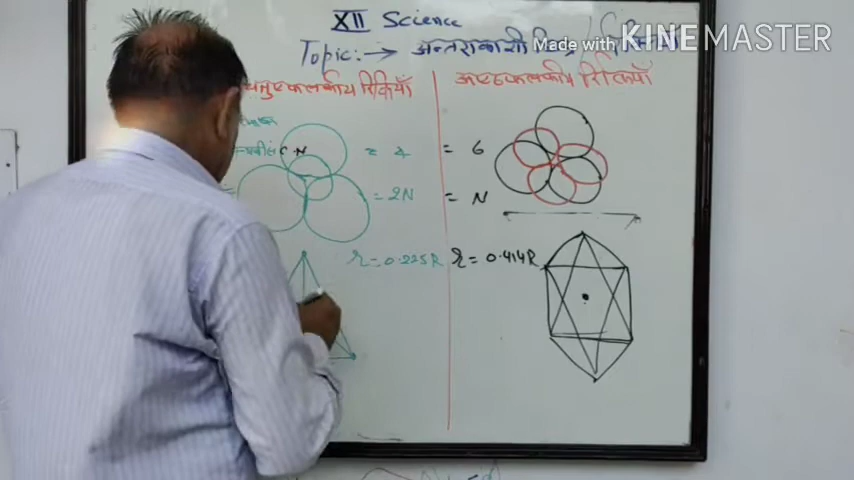 XII Science
Topic:→ अन्तराकाशी
Made with KINEMASTER
चतुष्फलकीय रिक्तियाँ
अष्टफलकीय रिक्तियाँ
C·N
= 4
= 6
= 2N
= N
r = 0.225R
r = 0.414R